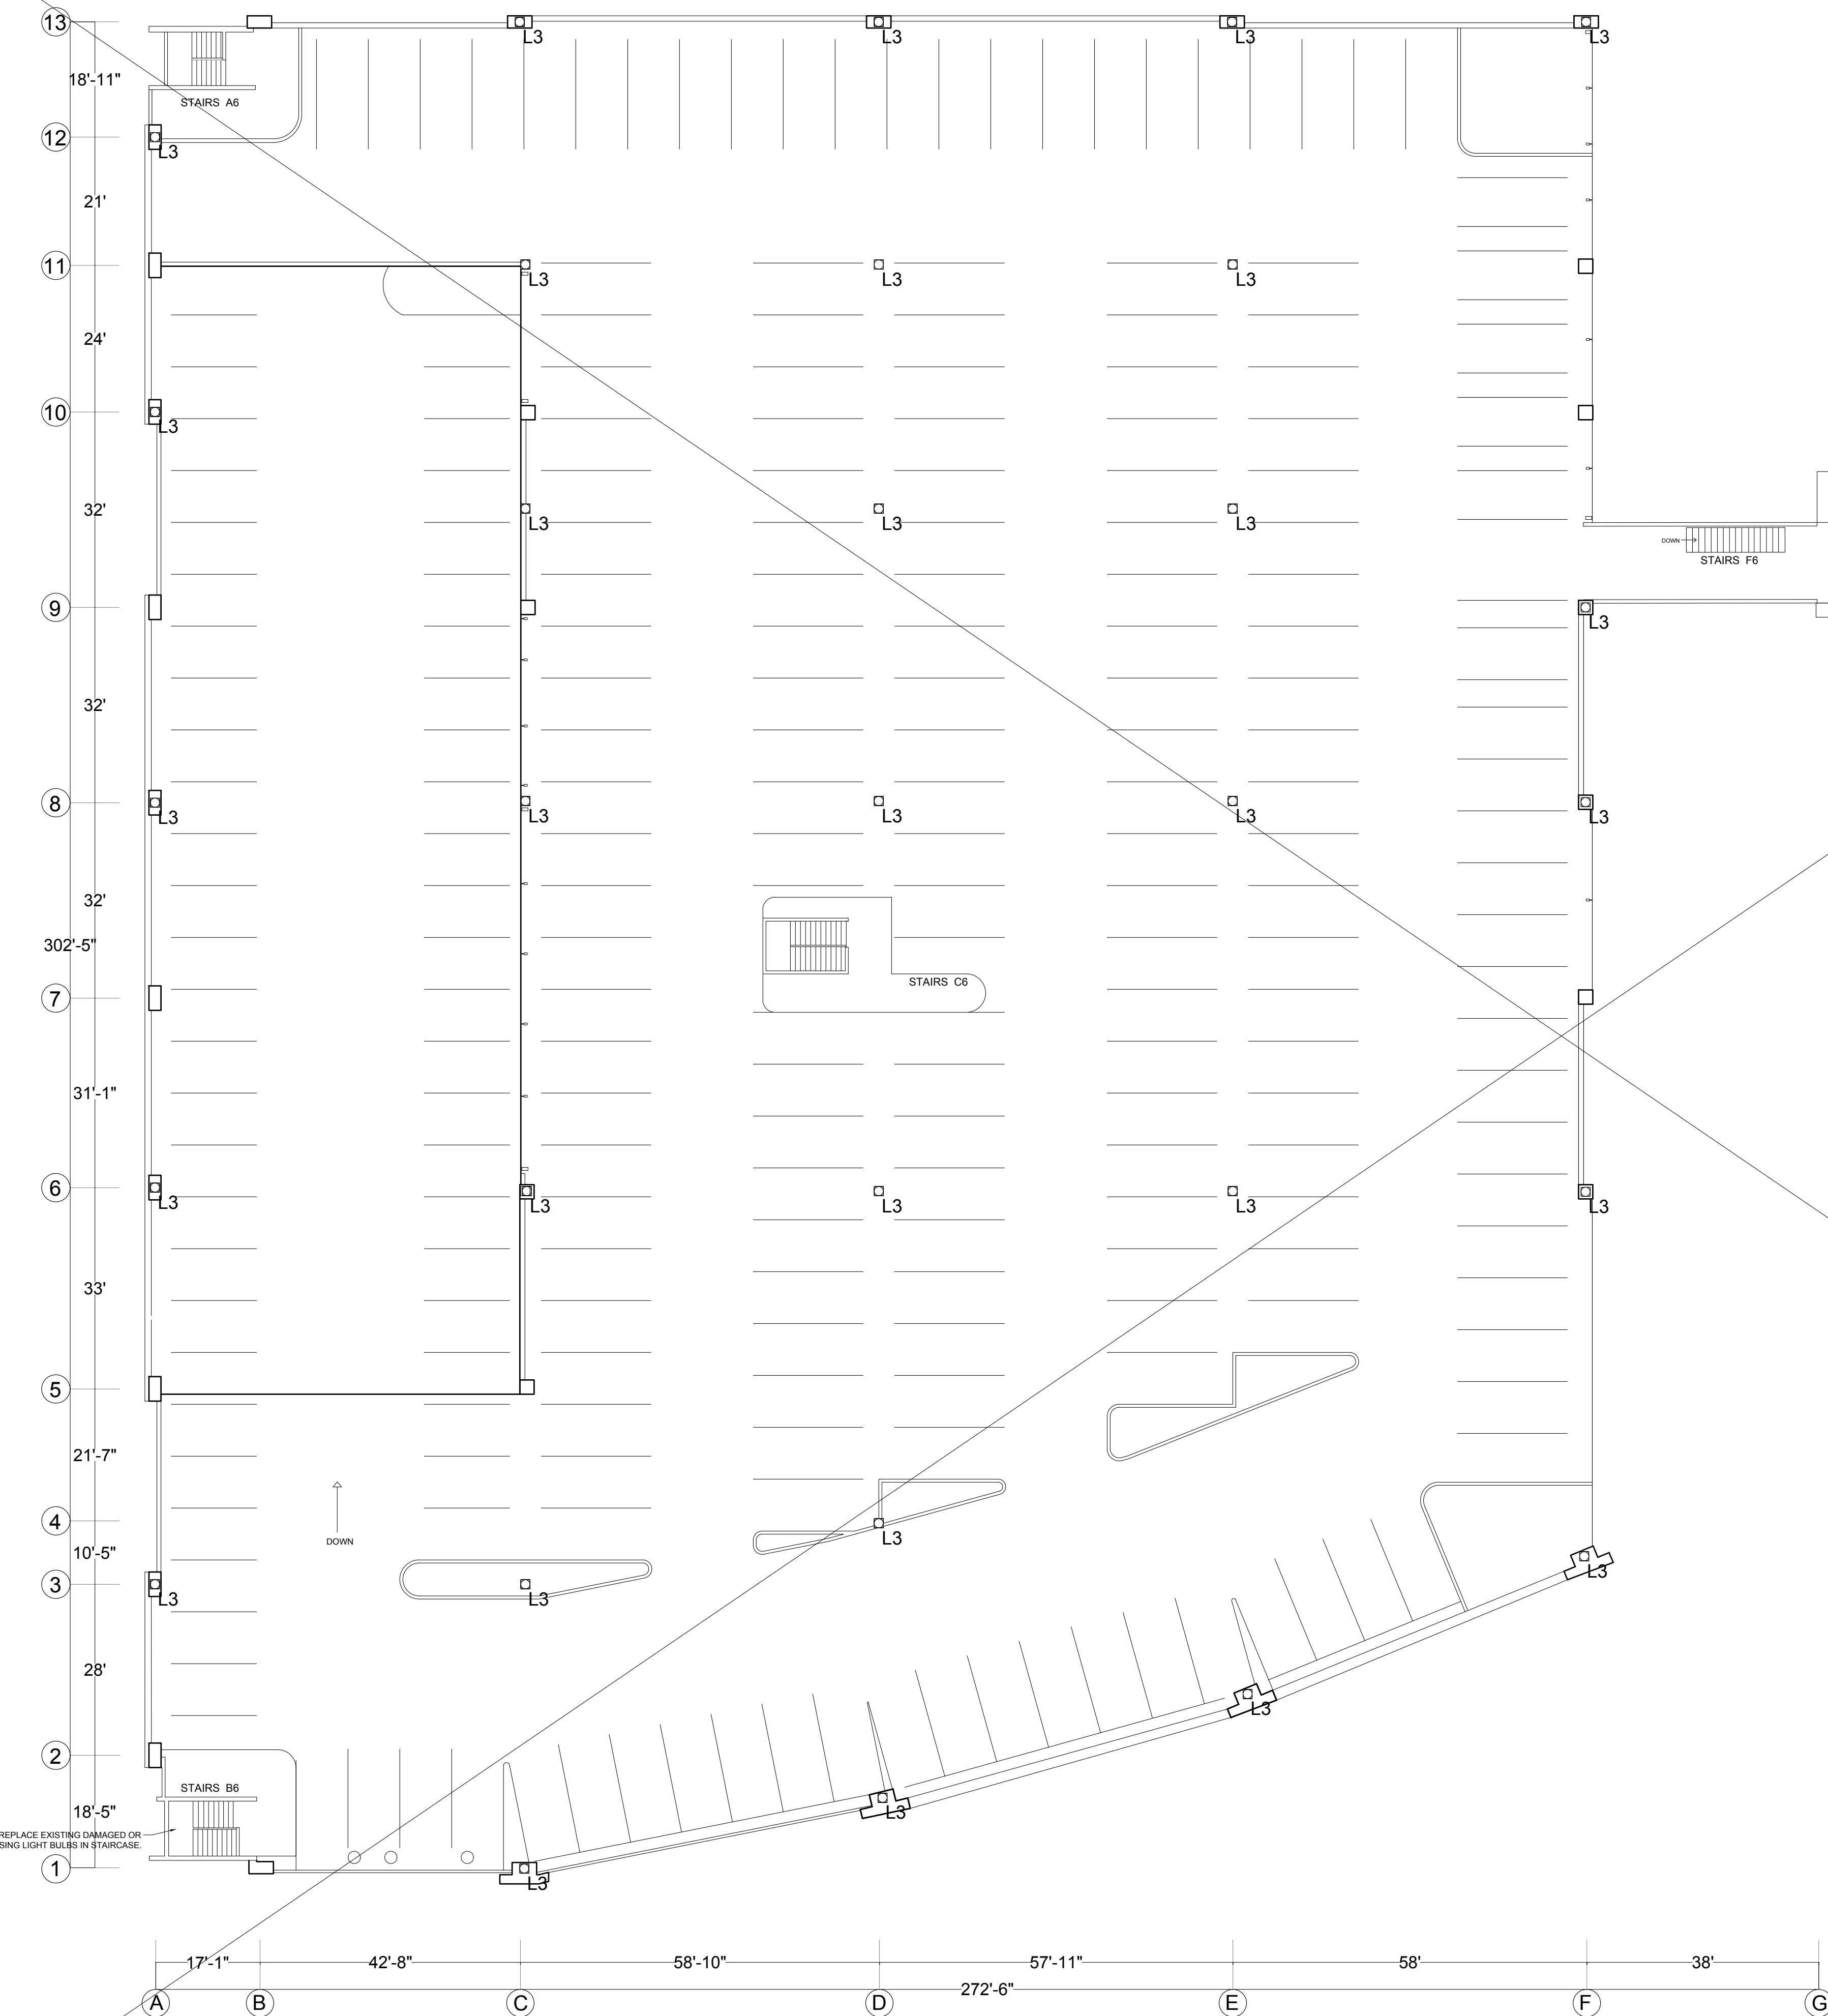 13
L3
L3
L3
L3
18'-11"
STAIRS A6
12
L3
21'
11
L3
L3
L3
24'
10
L3
32'
L3
L3
L3
DOWN
STAIRS F6
9
L3
32'
8
L3
L3
L3
L3
L3
32'
302'-5"
STAIRS C6
7
31'-1"
6
L3
L3
L3
L3
L3
33'
5
21'-7"
4
DOWN
L3
10'-5"
3
L3
L3
L3
28'
L3
2
STAIRS B6
18'-5"
L3
REPLACE EXISTING DAMAGED OR
SING LIGHT BULBS IN STAIRCASE.
1
L3
17'-1"
42'-8"
58'-10"
57'-11"
58'
38'
272'-6"
A
B
C
D
E
F
G